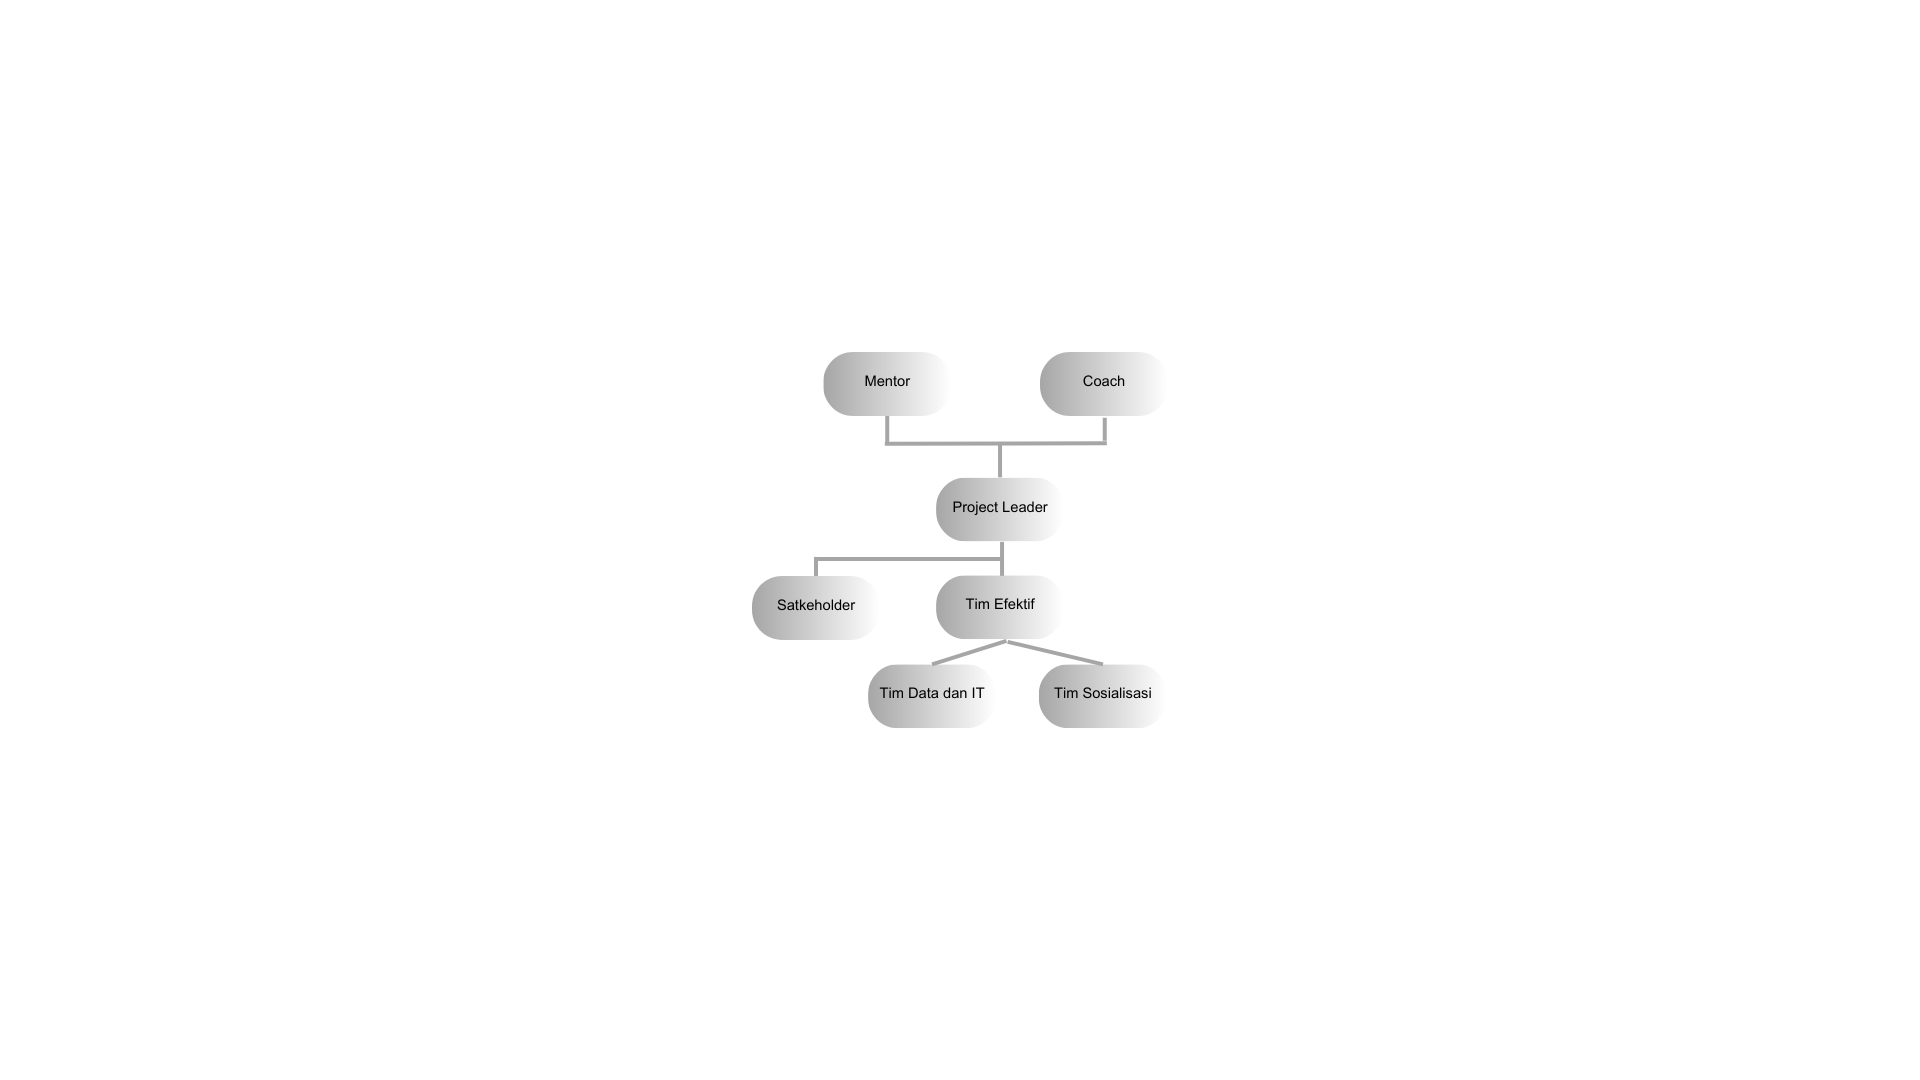 Mentor
Coach
Project Leader
Satkeholder
Tim Efektif
Tim Data dan IT
Tim Sosialisasi